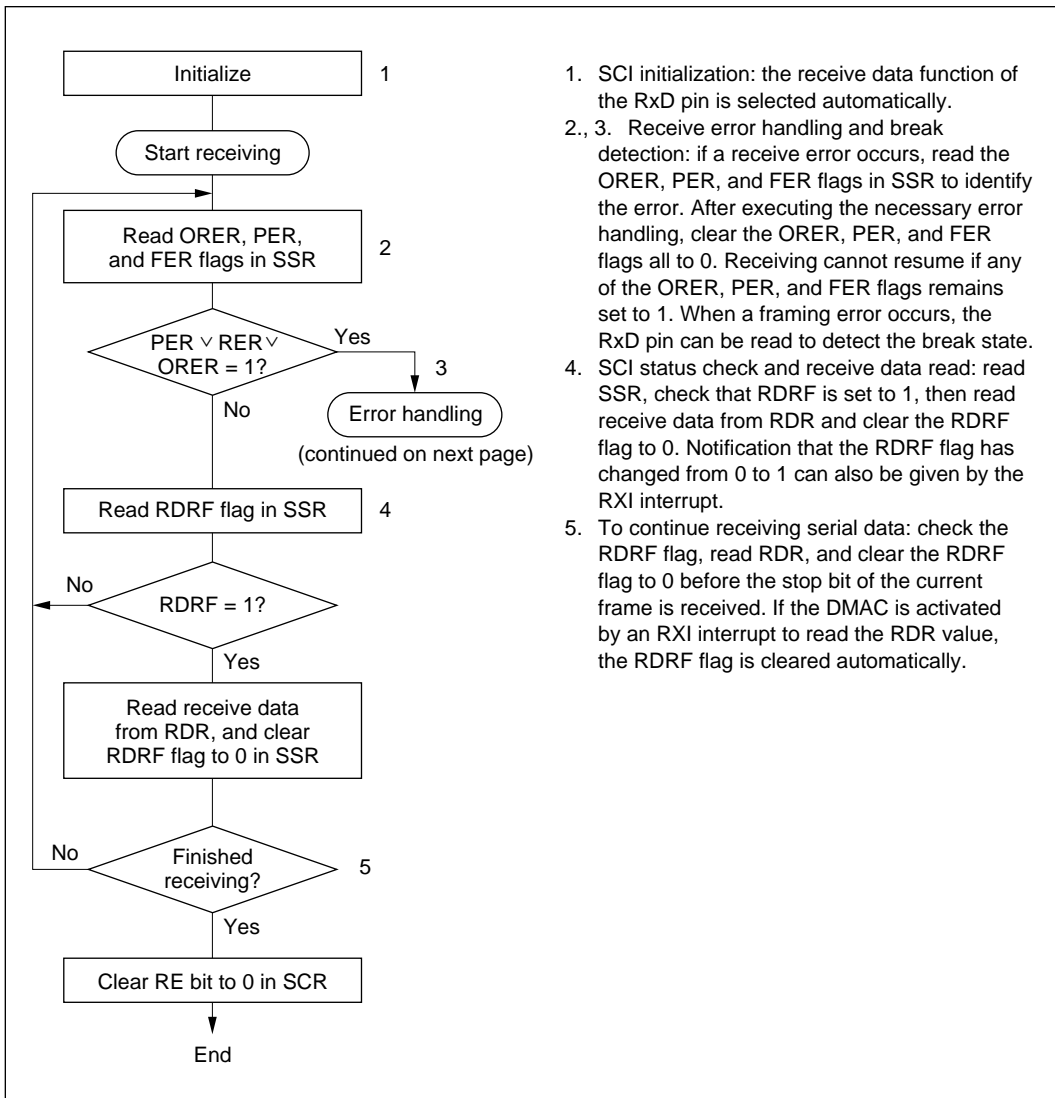 Initialize
1
Start receiving
Read ORER, PER,
and FER flags in SSR
2
PER ∨ RER ∨
ORER = 1?
Yes
3
No
Error handling
(continued on next page)
Read RDRF flag in SSR
4
No
RDRF = 1?
Yes
Read receive data
from RDR, and clear
RDRF flag to 0 in SSR
No
Finished
receiving?
5
Yes
Clear RE bit to 0 in SCR
End
1. SCI initialization: the receive data function of
the RxD pin is selected automatically.
2., 3. Receive error handling and break
detection: if a receive error occurs, read the
ORER, PER, and FER flags in SSR to identify
the error. After executing the necessary error
handling, clear the ORER, PER, and FER
flags all to 0. Receiving cannot resume if any
of the ORER, PER, and FER flags remains
set to 1. When a framing error occurs, the
RxD pin can be read to detect the break state.
4. SCI status check and receive data read: read
SSR, check that RDRF is set to 1, then read
receive data from RDR and clear the RDRF
flag to 0. Notification that the RDRF flag has
changed from 0 to 1 can also be given by the
RXI interrupt.
5. To continue receiving serial data: check the
RDRF flag, read RDR, and clear the RDRF
flag to 0 before the stop bit of the current
frame is received. If the DMAC is activated
by an RXI interrupt to read the RDR value,
the RDRF flag is cleared automatically.